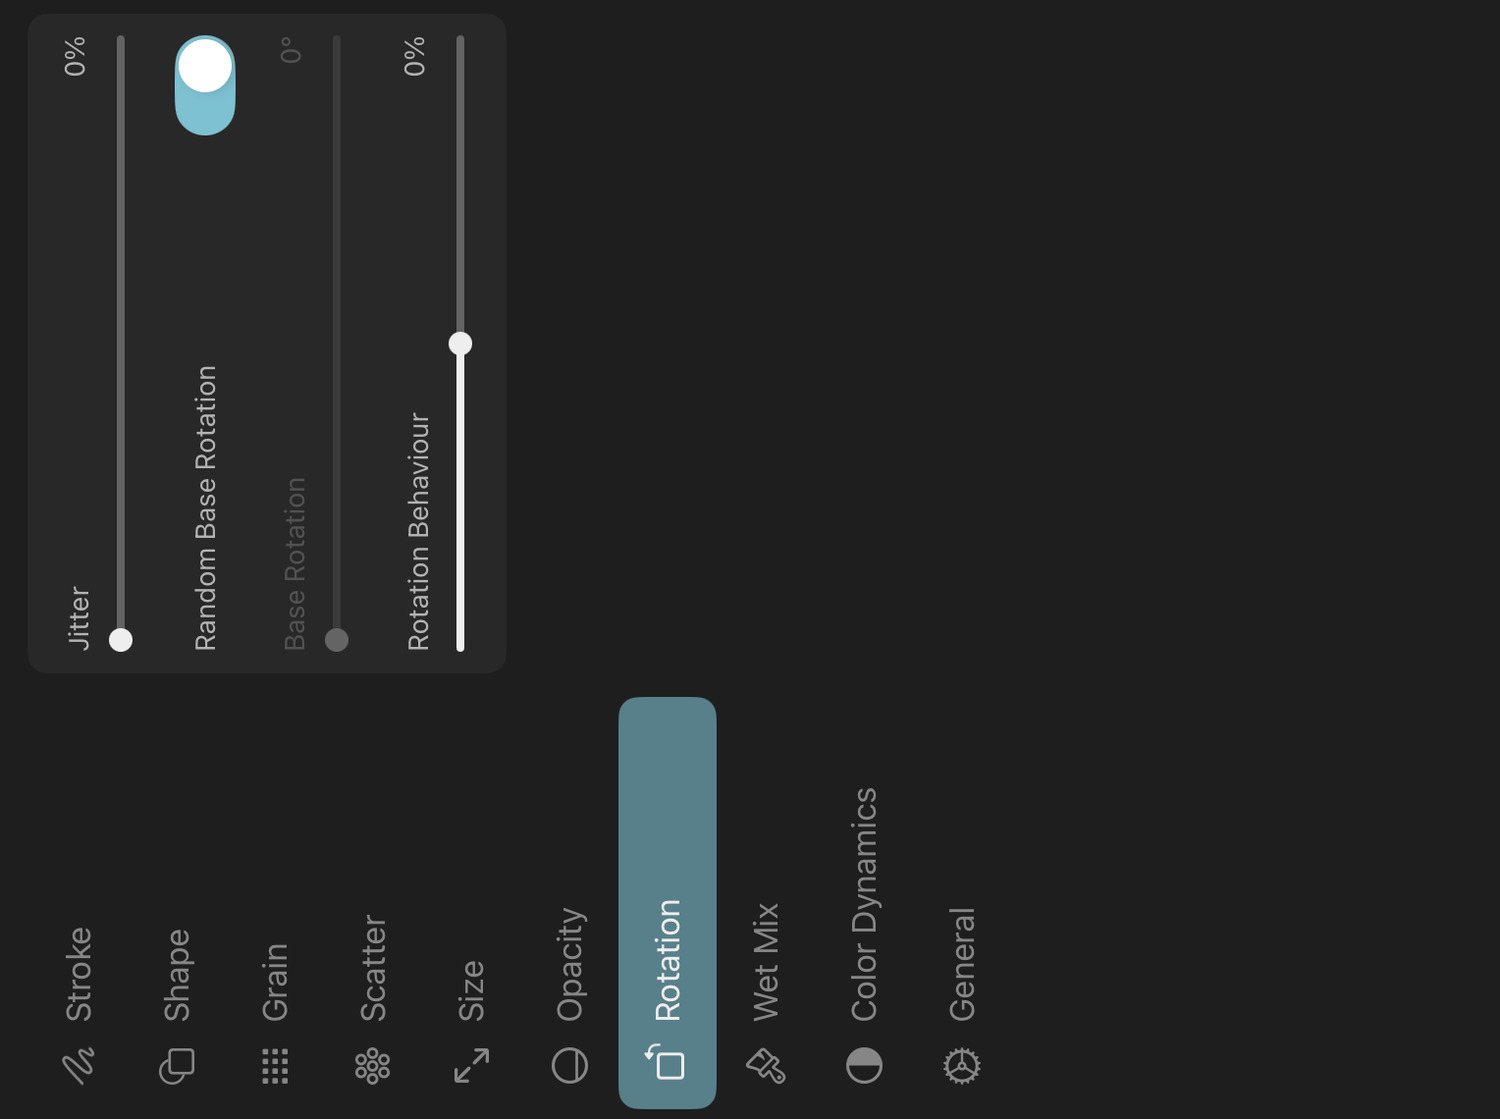 Stroke
Shape
Grain
Scatter
Size
Opacity
Rotation
Wet Mix
Color Dynamics
General
Jitter 0%
Random Base Rotation
Base Rotation 0°
Rotation Behaviour 0%